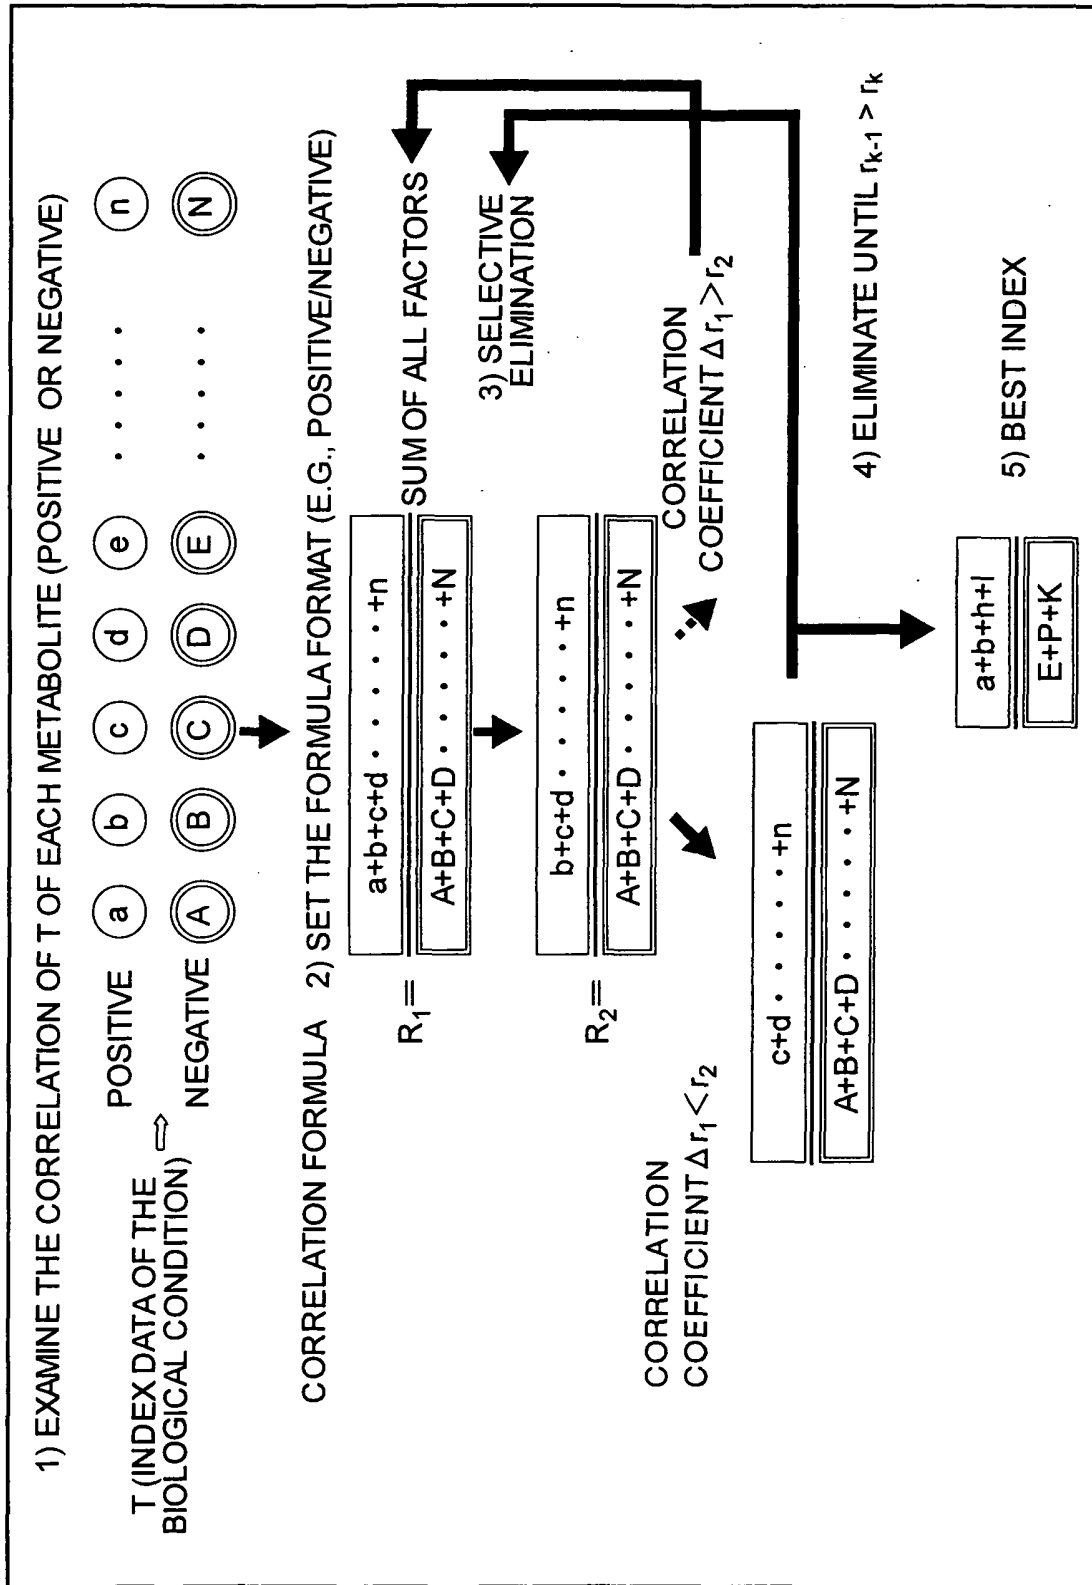 1) EXAMINE THE CORRELATION OF T OF EACH METABOLITE (POSITIVE OR NEGATIVE)
T (INDEX DATA OF THE
BIOLOGICAL CONDITION) ⇨
POSITIVE a b c d e · · · · · n
NEGATIVE A B C D E · · · · · N
CORRELATION FORMULA 2) SET THE FORMULA FORMAT (E.G., POSITIVE/NEGATIVE)
R1=
a+b+c+d · · · · · +n
A+B+C+D · · · · · +N
SUM OF ALL FACTORS
3) SELECTIVE
ELIMINATION
R2=
b+c+d · · · · · · +n
A+B+C+D · · · · · +N
CORRELATION
COEFFICIENT Δr1>r2
CORRELATION
COEFFICIENT Δr1<r2
c+d · · · · · · +n
A+B+C+D · · · · · +N
4) ELIMINATE UNTIL rk-1 > rk
a+b+h+l
E+P+K
5) BEST INDEX